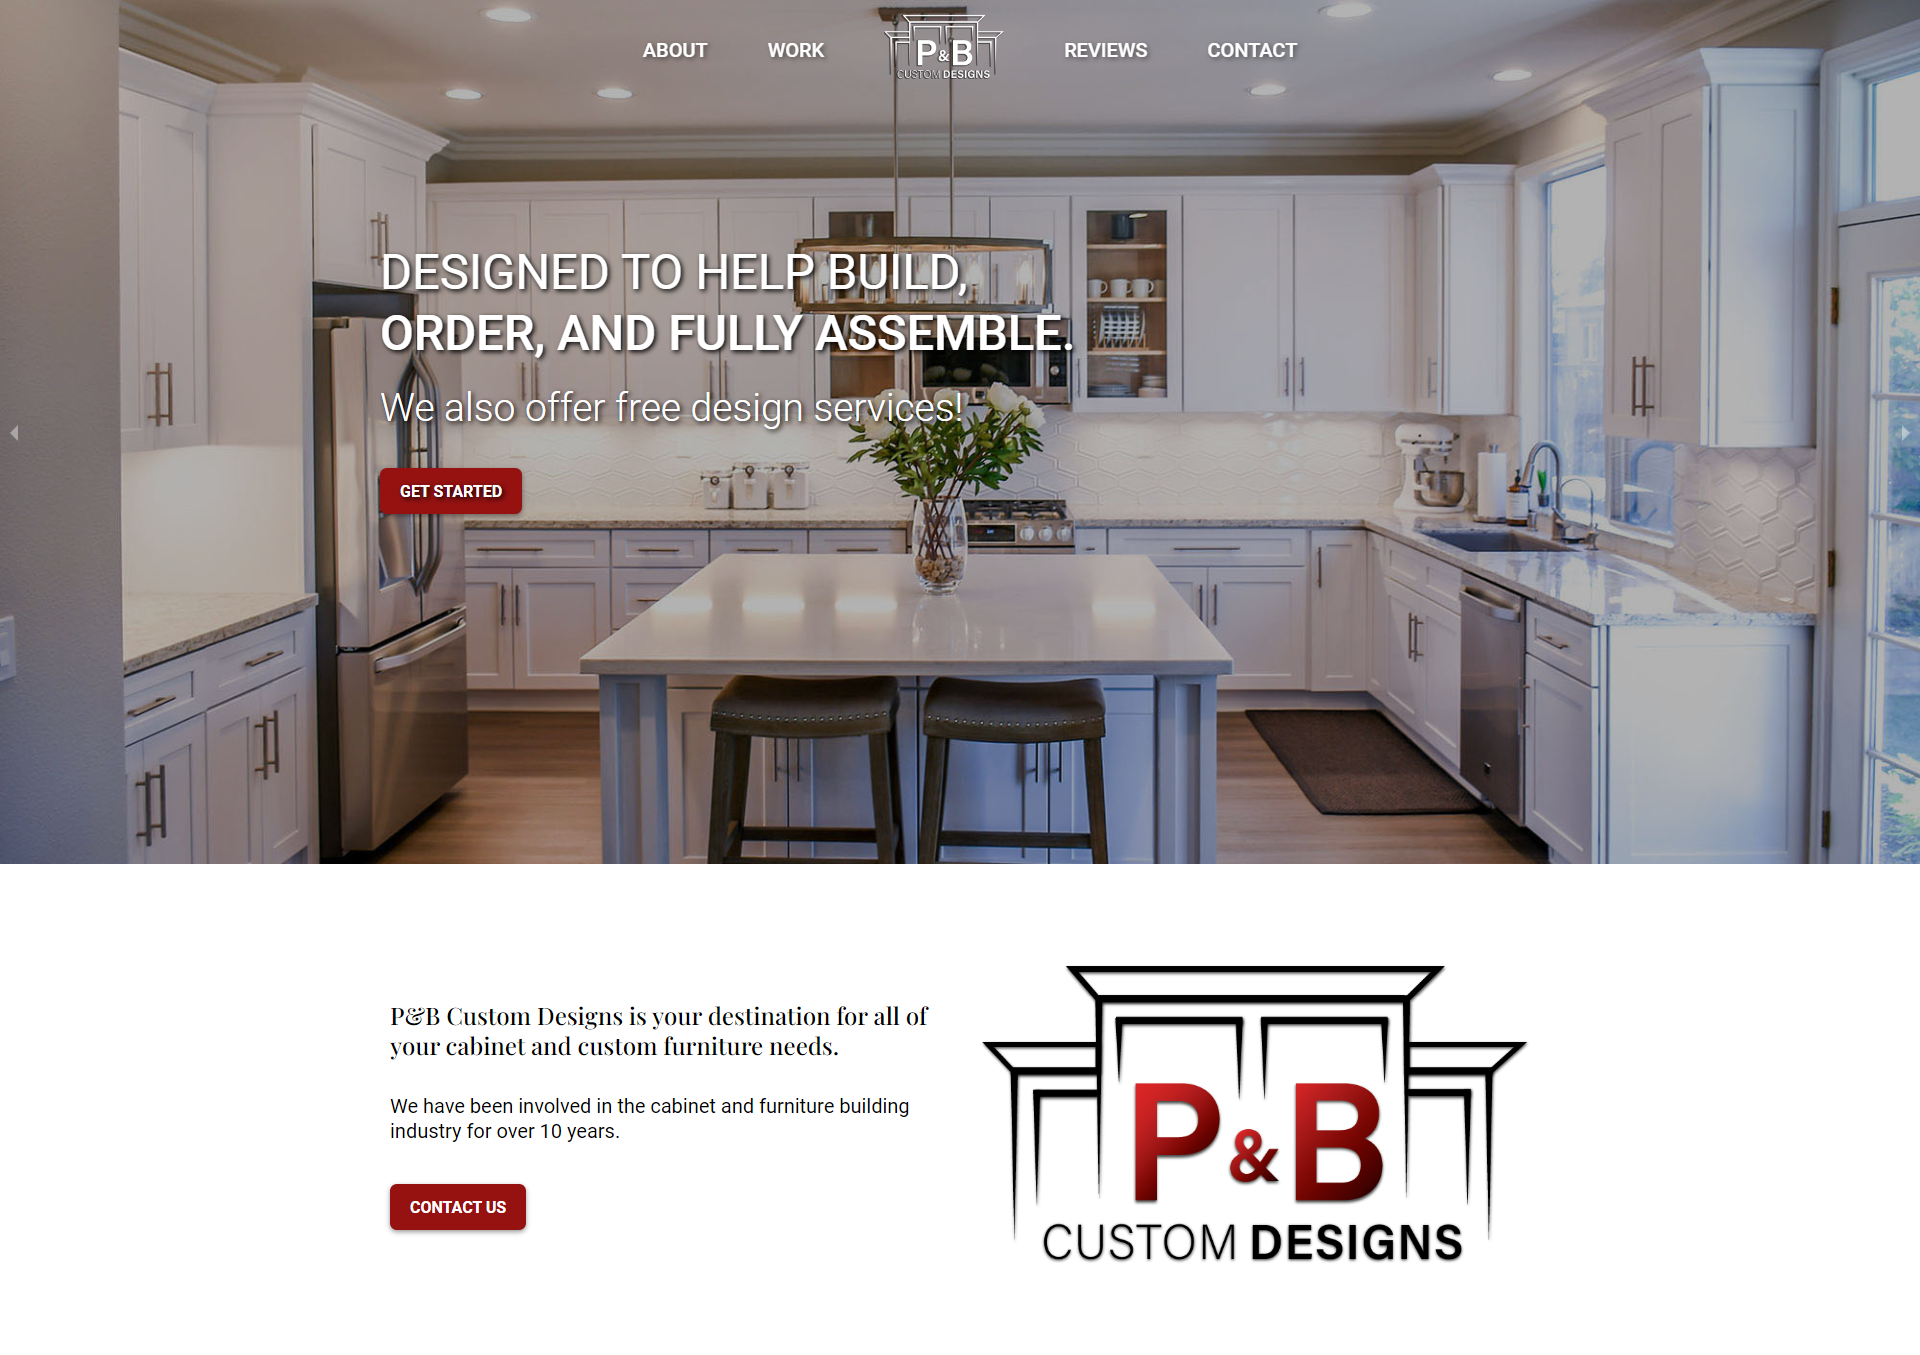 ABOUT WORK P&B CUSTOM DESIGNS REVIEWS CONTACT
DESIGNED TO HELP BUILD,
ORDER, AND FULLY ASSEMBLE.
We also offer free design services!
GET STARTED
P&B Custom Designs is your destination for all of
your cabinet and custom furniture needs.
We have been involved in the cabinet and furniture building
industry for over 10 years.
CONTACT US
P&B
CUSTOM DESIGNS